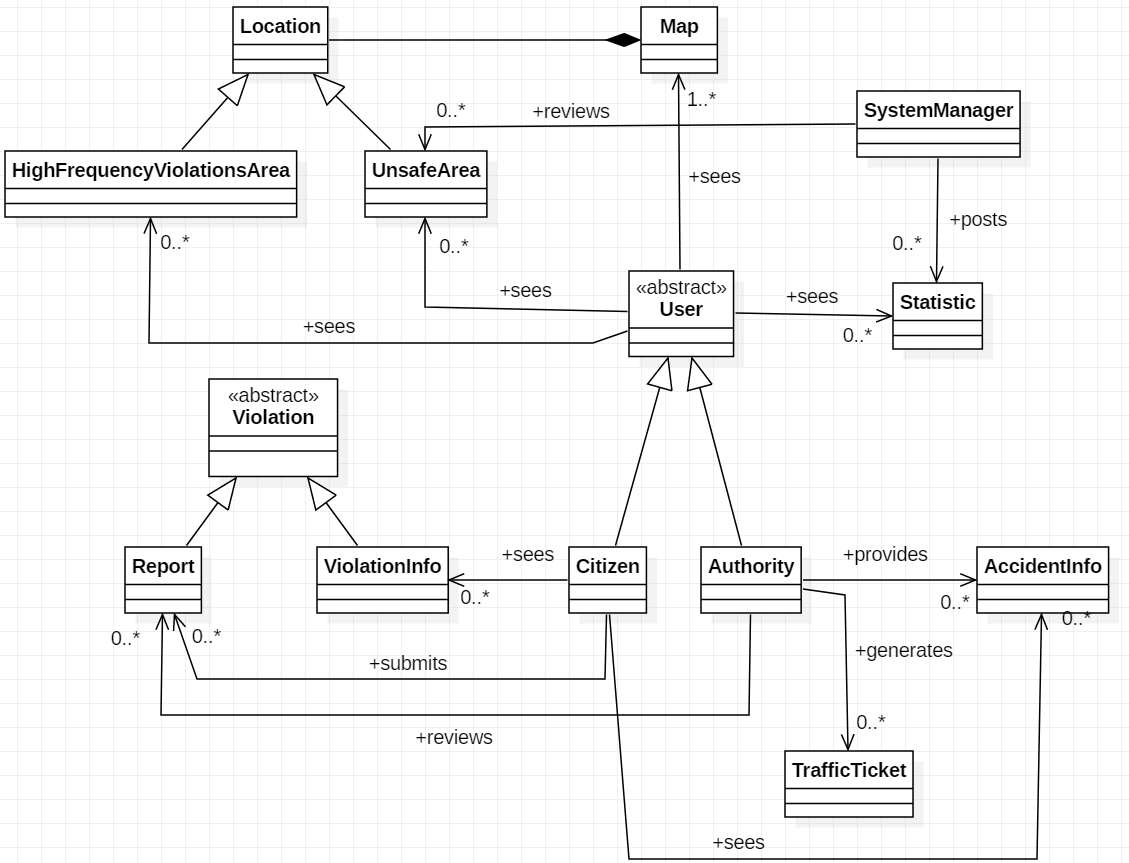 Location
Map
1..*
0..*
+reviews
SystemManager
HighFrequencyViolationsArea
UnsafeArea
+sees
+posts
0..*
0..*
0..*
«abstract»
User
+sees
+sees
0..*
Statistic
+sees
«abstract»
Violation
Report
ViolationInfo
+sees
0..*
Citizen
Authority
+provides
0..*
AccidentInfo
0..*
0..*
0..*
+submits
+generates
+reviews
0..*
TrafficTicket
+sees